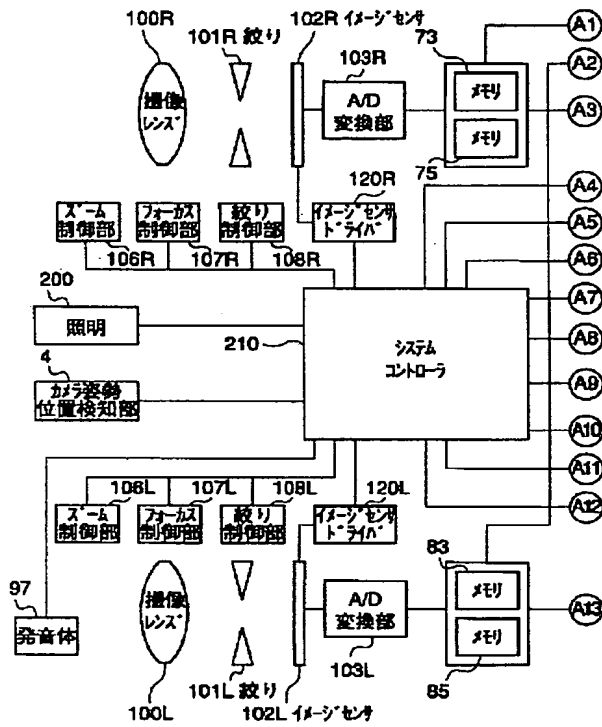 100R
101R 絞り
102R イメージセンサ
103R
73
A1
A2
A3
撮像
レンズ
A/D
変換部
メモリ
メモリ
75
120R
A4
ズーム
制御部
フォーカス
制御部
絞り
制御部
イメージセンサ
ドライバ
A5
106R
107R
108R
A6
200
照明
210
システム
コントローラ
A7
A8
4
カメラ姿勢
位置検知部
A9
A10
106L
107L
108L
120L
A11
ズーム
制御部
フォーカス
制御部
絞り
制御部
イメージセンサ
ドライバ
A12
97
発音体
撮像
レンズ
A/D
変換部
83
メモリ
メモリ
A13
100L
101L 絞り
102L イメージセンサ
103L
85